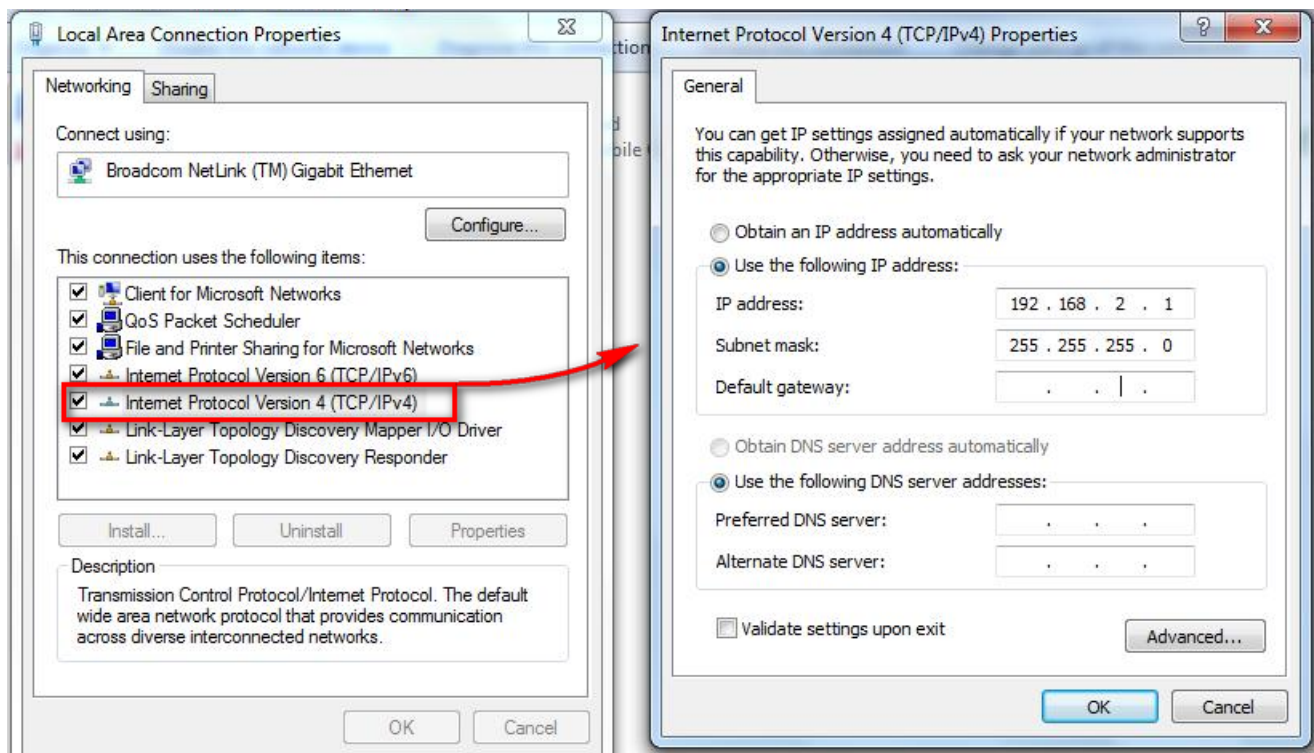 Local Area Connection Properties
Networking
Sharing
Connect using:
Broadcom NetLink (TM) Gigabit Ethernet
Configure...
This connection uses the following items:
Client for Microsoft Networks
QoS Packet Scheduler
File and Printer Sharing for Microsoft Networks
Internet Protocol Version 6 (TCP/IPv6)
Internet Protocol Version 4 (TCP/IPv4)
Link-Layer Topology Discovery Mapper I/O Driver
Link-Layer Topology Discovery Responder
Install...
Uninstall
Properties
Description
Transmission Control Protocol/Internet Protocol. The default
wide area network protocol that provides communication
across diverse interconnected networks.
OK
Cancel
Internet Protocol Version 4 (TCP/IPv4) Properties
General
You can get IP settings assigned automatically if your network supports
this capability. Otherwise, you need to ask your network administrator
for the appropriate IP settings.
Obtain an IP address automatically
Use the following IP address:
IP address:
192 . 168 . 2 . 1
Subnet mask:
255 . 255 . 255 . 0
Default gateway:
. . .
Obtain DNS server address automatically
Use the following DNS server addresses:
Preferred DNS server:
. . .
Alternate DNS server:
. . .
Validate settings upon exit
Advanced...
OK
Cancel